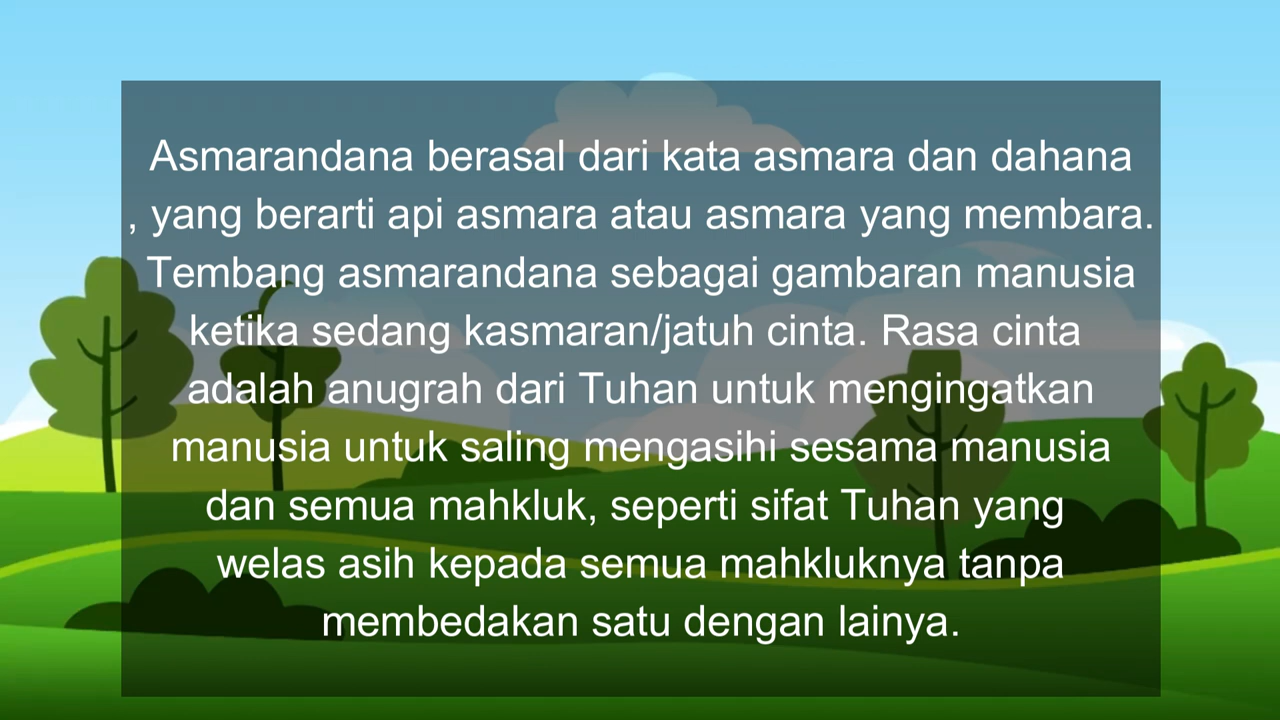 Asmarandana berasal dari kata asmara dan dahana
, yang berarti api asmara atau asmara yang membara.
Tembang asmarandana sebagai gambaran manusia
ketika sedang kasmaran/jatuh cinta. Rasa cinta
adalah anugrah dari Tuhan untuk mengingatkan
manusia untuk saling mengasihi sesama manusia
dan semua mahkluk, seperti sifat Tuhan yang
welas asih kepada semua mahkluknya tanpa
membedakan satu dengan lainya.